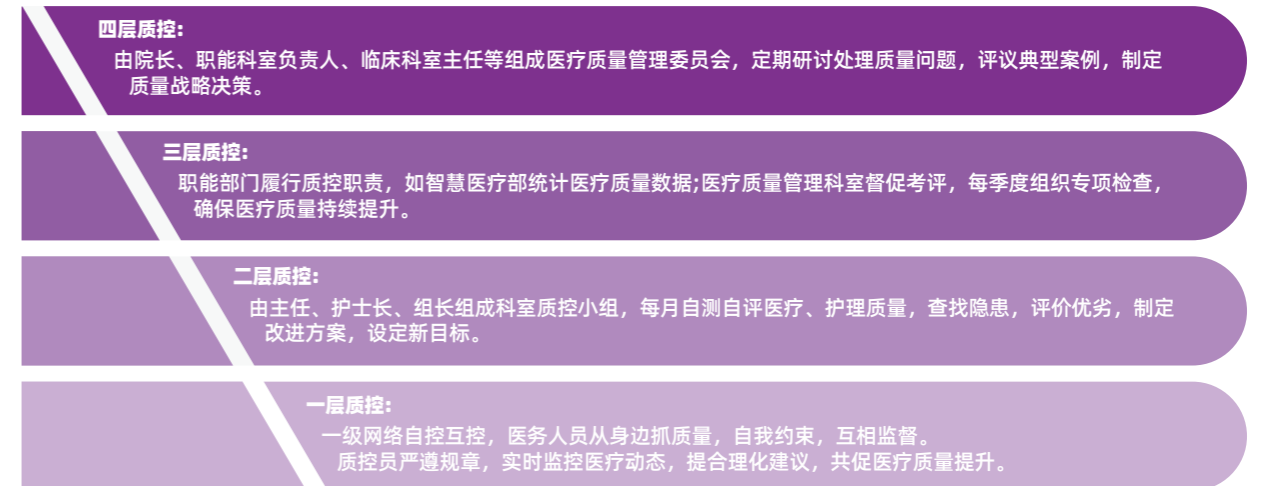 四层质控:
由院长、职能科室负责人、临床科室主任等组成医疗质量管理委员会，定期研讨处理质量问题，评议典型案例，制定
质量战略决策。
三层质控:
职能部门履行质控职责，如智慧医疗部统计医疗质量数据;医疗质量管理科室督促考评，每季度组织专项检查，
确保医疗质量持续提升。
二层质控:
由主任、护士长、组长组成科室质控小组，每月自测自评医疗、护理质量，查找隐患，评价优劣，制定
改进方案，设定新目标。
一层质控:
一级网络自控互控，医务人员从身边抓质量，自我约束，互相监督。
质控员严遵规章，实时监控医疗动态，提合理化建议，共促医疗质量提升。